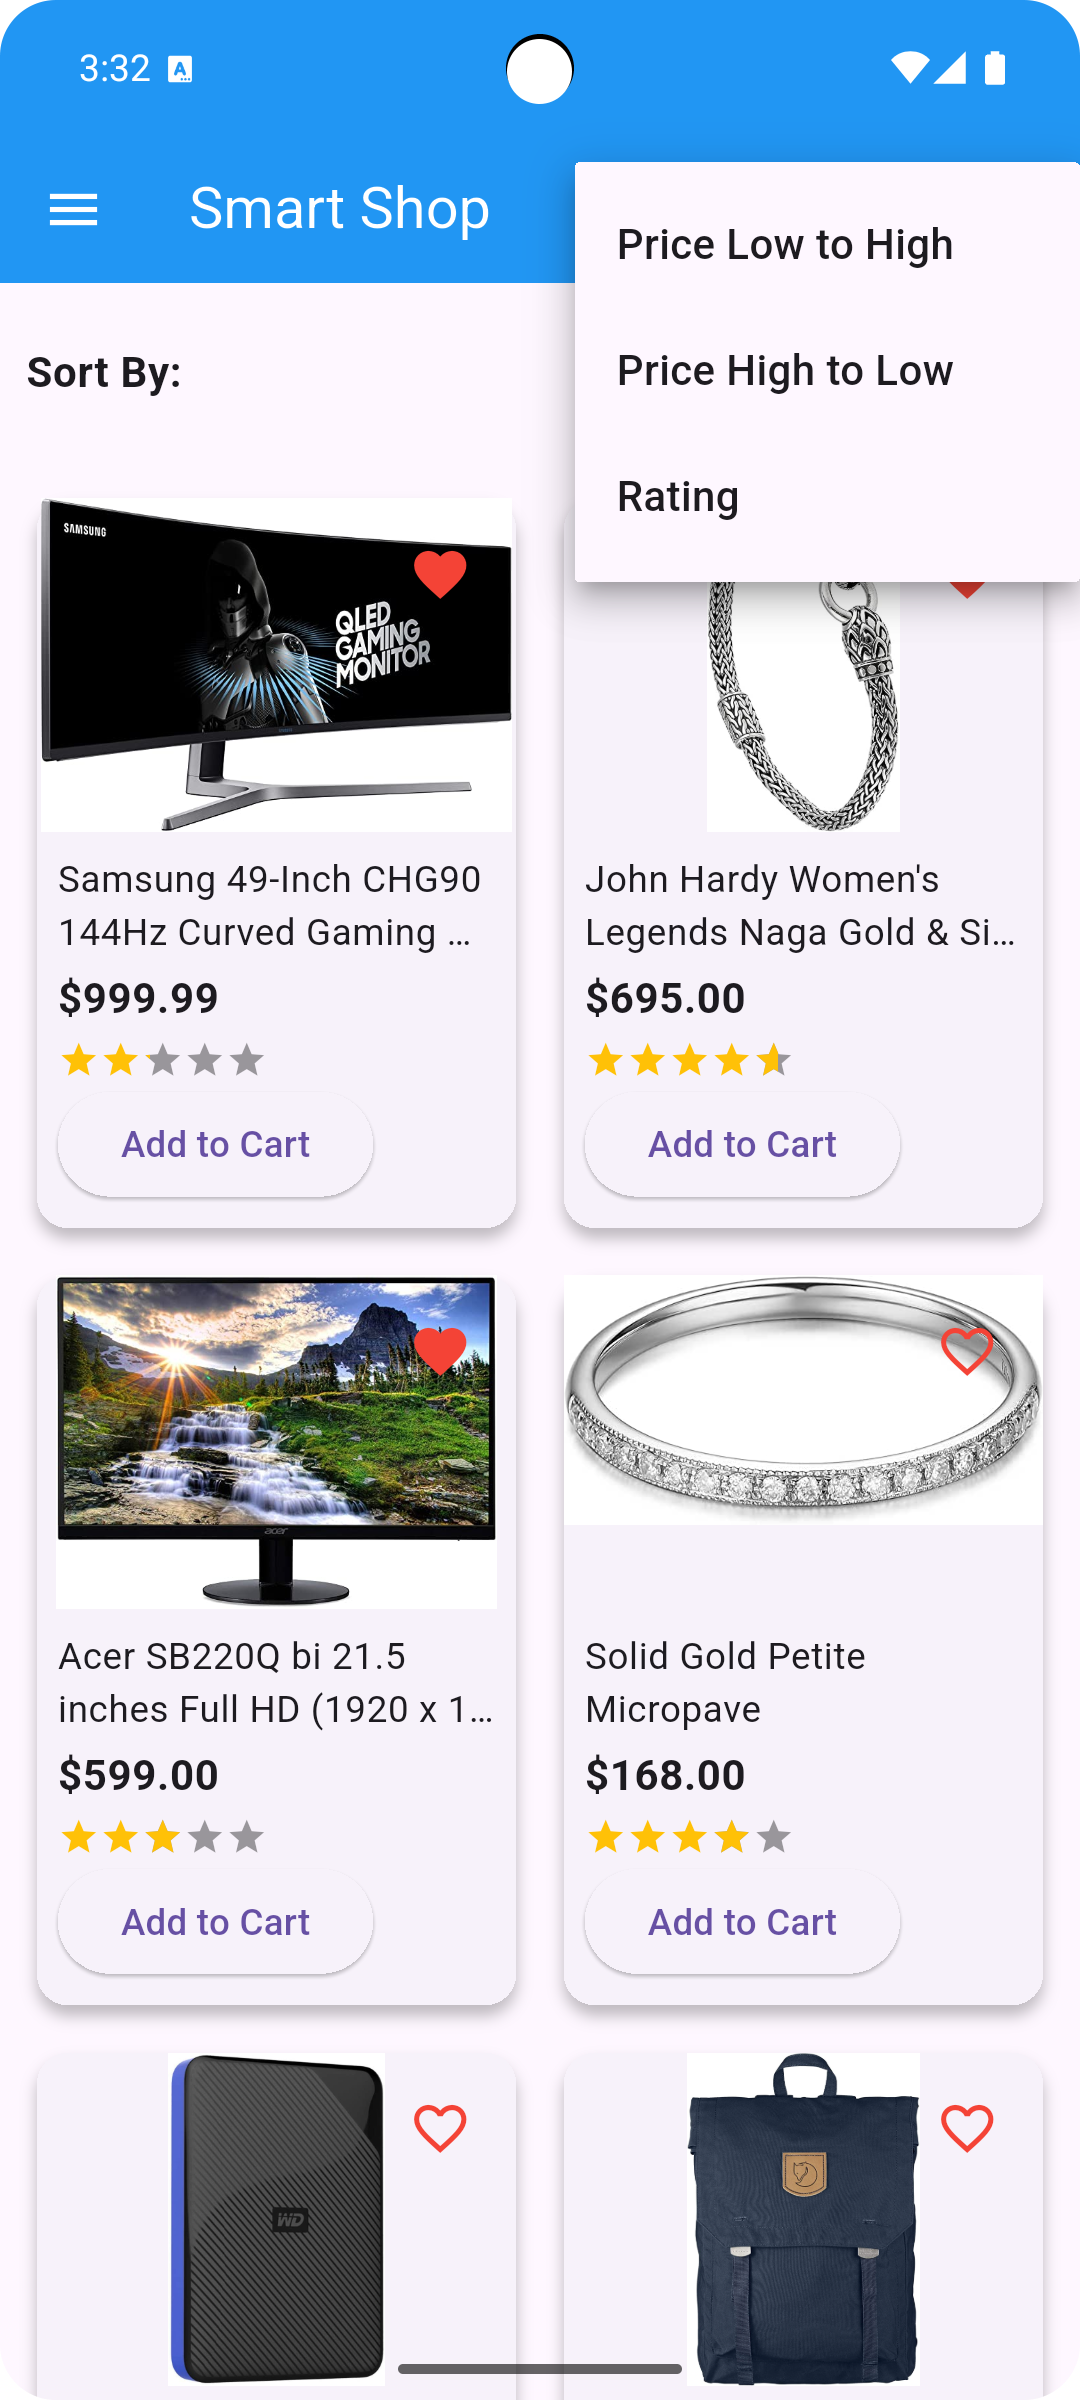 3:32
Smart Shop
Price Low to High
Price High to Low
Rating
Sort By:
SAMSUNG
QLED
GAMING
MONITOR
Samsung 49-Inch CHG90
144Hz Curved Gaming ...
$999.99
Add to Cart
John Hardy Women's
Legends Naga Gold & Si...
$695.00
Add to Cart
acer
Acer SB220Q bi 21.5
inches Full HD (1920 x 1...
$599.00
Add to Cart
Solid Gold Petite
Micropave
$168.00
Add to Cart
WD